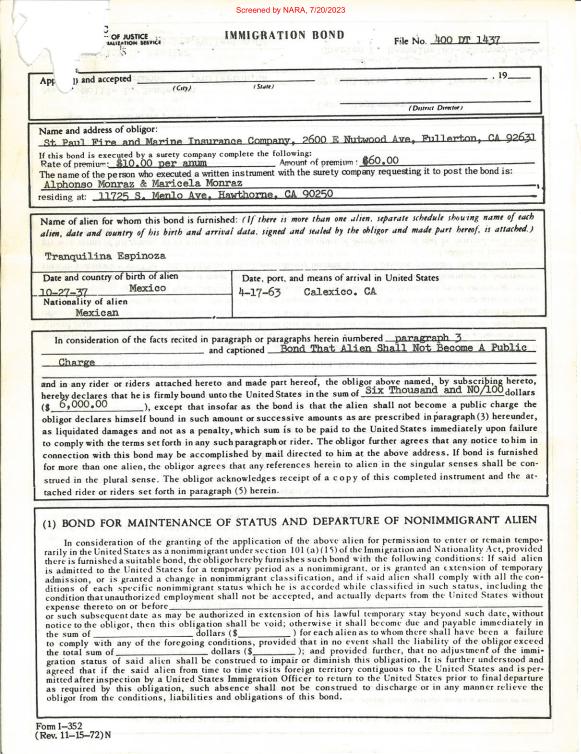 Screened by NARA, 7/20/2023
OF JUSTICE
IMMIGRATION BOND
File No. 400 DT 1437
and accepted
, 19
(City) (State)
(District Director)
Name and address of obligor:
St. Paul Fire and Marine Insurance Company, 2600 E Nutwood Ave, Fullerton, CA 92631
If this bond is executed by a surety company complete the following:
Rate of premium: $10.00 per anum Amount of premium: $60.00
The name of the person who executed a written instrument with the surety company requesting it to post the bond is:
Alphonso Monraz & Maricela Monraz
residing at: 11725 S. Menlo Ave, Hawthorne, CA 90250
Name of alien for whom this bond is furnished: (If there is more than one alien, separate schedule showing name of each
alien, date and country of his birth and arrival data, signed and sealed by the obligor and made part hereof, is attached.)
Tranquilina Espinoza
Date and country of birth of alien
10-27-37 Mexico
Nationality of alien
Mexican
Date, port, and means of arrival in United States
4-17-63 Calexico. CA
In consideration of the facts recited in paragraph or paragraphs herein numbered paragraph 3
and captioned Bond That Alien Shall Not Become A Public
Charge
and in any rider or riders attached hereto and made part hereof, the obligor above named, by subscribing hereto,
hereby declares that he is firmly bound unto the United States in the sum of Six Thousand and NO/100 dollars
($ 6,000.00 ), except that insofar as the bond is that the alien shall not become a public charge the
obligor declares himself bound in such amount or successive amounts as are prescribed in paragraph (3) hereunder,
as liquidated damages and not as a penalty, which sum is to be paid to the United States immediately upon failure
to comply with the terms set forth in any such paragraph or rider. The obligor further agrees that any notice to him in
connection with this bond may be accomplished by mail directed to him at the above address. If bond is furnished
for more than one alien, the obligor agrees that any references herein to alien in the singular senses shall be con-
strued in the plural sense. The obligor acknowledges receipt of a copy of this completed instrument and the at-
tached rider or riders set forth in paragraph (5) herein.
(1) BOND FOR MAINTENANCE OF STATUS AND DEPARTURE OF NONIMMIGRANT ALIEN
In consideration of the granting of the application of the above alien for permission to enter or remain tempo-
rarily in the United States as a nonimmigrant under section 101 (a) (15) of the Immigration and Nationality Act, provided
there is furnished a suitable bond, the obligor hereby furnishes such bond with the following conditions: If said alien
is admitted to the United States for a temporary period as a nonimmigrant, or is granted an extension of temporary
admission, or is granted a change in nonimmigrant classification, and if said alien shall comply with all the con-
ditions of each specific nonimmigrant status which he is accorded while classified in such status, including the
condition that unauthorized employment shall not be accepted, and actually departs from the United States without
expense thereto on or before
or such subsequent date as may be authorized in extension of his lawful temporary stay beyond such date, without
notice to the obligor, then this obligation shall be void; otherwise it shall become due and payable immediately in
the sum of dollars ($ ) for each alien as to whom there shall have been a failure
to comply with any of the foregoing conditions, provided that in no event shall the liability of the obligor exceed
the total sum of dollars ($ ); and provided further, that no adjustment of the immi-
gration status of said alien shall be construed to impair or diminish this obligation. It is further understood and
agreed that if the said alien from time to time visits foreign territory contiguous to the United States and is per-
mitted after inspection by a United States Immigration Officer to return to the United States prior to final departure
as required by this obligation, such absence shall not be construed to discharge or in any manner relieve the
obligor from the conditions, liabilities and obligations of this bond.
Form I-352
(Rev. 11-15-72) N